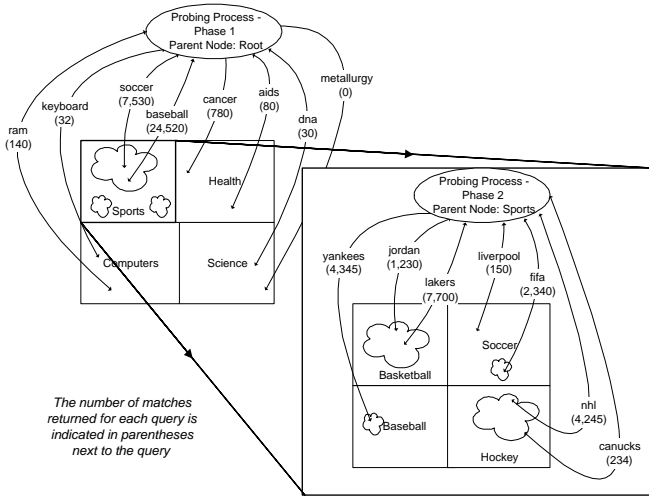 Probing Process -
Phase 1
Parent Node: Root
metallurgy
(0)
soccer
(7,530)
keyboard
(32)
cancer
(780)
aids
(80)
baseball
(24,520)
dna
(30)
ram
(140)
Health
Sports
Computers
Science
Probing Process -
Phase 2
Parent Node: Sports
yankees
(4,345)
jordan
(1,230)
liverpool
(150)
fifa
(2,340)
lakers
(7,700)
Soccer
Basketball
Baseball
Hockey
nhl
(4,245)
canucks
(234)
The number of matches
returned for each query is
indicated in parentheses
next to the query